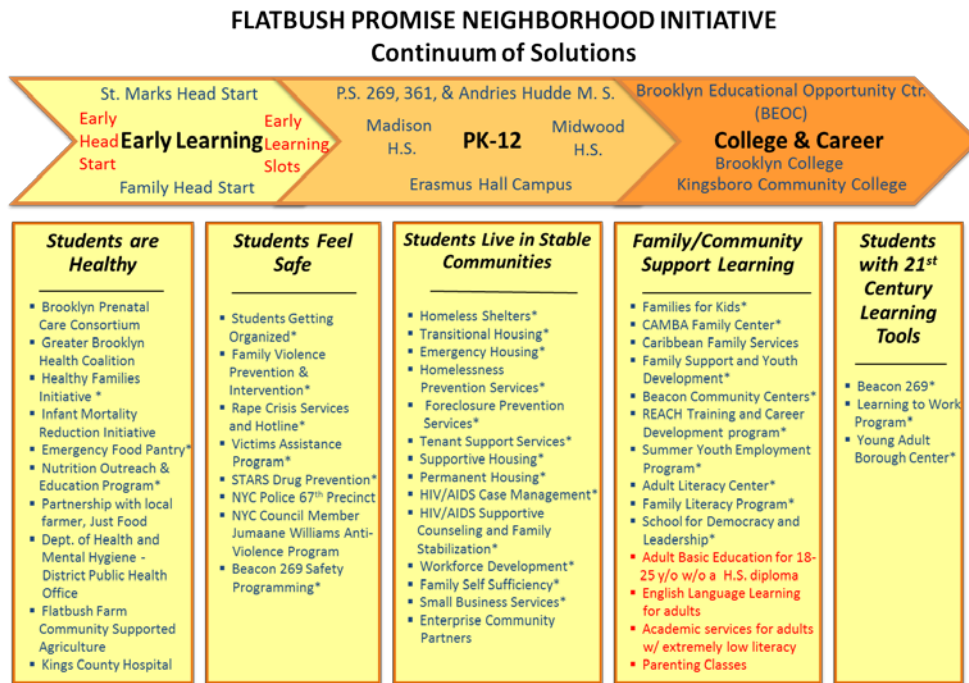 FLATBUSH PROMISE NEIGHBORHOOD INITIATIVE
Continuum of Solutions
St. Marks Head Start
Early
Head
Start
Early Learning
Early
Learning
Slots
Family Head Start
P.S. 269, 361, & Andries Hudde M. S.
Madison
H.S.
PK-12
Midwood
H.S.
Erasmus Hall Campus
Brooklyn Educational Opportunity Ctr.
(BEOC)
College & Career
Brooklyn College
Kingsboro Community College
Students are
Healthy
▪ Brooklyn Prenatal
Care Consortium
▪ Greater Brooklyn
Health Coalition
▪ Healthy Families
Initiative *
▪ Infant Mortality
Reduction Initiative
▪ Emergency Food Pantry*
▪ Nutrition Outreach &
Education Program*
▪ Partnership with local
farmer, Just Food
▪ Dept. of Health and
Mental Hygiene -
District Public Health
Office
▪ Flatbush Farm
Community Supported
Agriculture
▪ Kings County Hospital
Students Feel
Safe
▪ Students Getting
Organized*
▪ Family Violence
Prevention &
Intervention*
▪ Rape Crisis Services
and Hotline*
▪ Victims Assistance
Program*
▪ STARS Drug Prevention*
▪ NYC Police 67th Precinct
▪ NYC Council Member
Jumaane Williams Anti-
Violence Program
▪ Beacon 269 Safety
Programming*
Students Live in Stable
Communities
▪ Homeless Shelters*
▪ Transitional Housing*
▪ Emergency Housing*
▪ Homelessness
Prevention Services*
▪ Foreclosure Prevention
Services*
▪ Tenant Support Services*
▪ Supportive Housing*
▪ Permanent Housing*
▪ HIV/AIDS Case Management*
▪ HIV/AIDS Supportive
Counseling and Family
Stabilization*
▪ Workforce Development*
▪ Family Self Sufficiency*
▪ Small Business Services*
▪ Enterprise Community
Partners
Family/Community
Support Learning
▪ Families for Kids*
▪ CAMBA Family Center*
▪ Caribbean Family Services
▪ Family Support and Youth
Development*
▪ Beacon Community Centers*
▪ REACH Training and Career
Development program*
▪ Summer Youth Employment
Program*
▪ Adult Literacy Center*
▪ Family Literacy Program*
▪ School for Democracy and
Leadership*
▪ Adult Basic Education for 18-
25 y/o w/o a H.S. diploma
▪ English Language Learning
for adults
▪ Academic services for adults
w/ extremely low literacy
▪ Parenting Classes
Students
with 21st
Century
Learning
Tools
▪ Beacon 269*
▪ Learning to Work
Program*
▪ Young Adult
Borough Center*